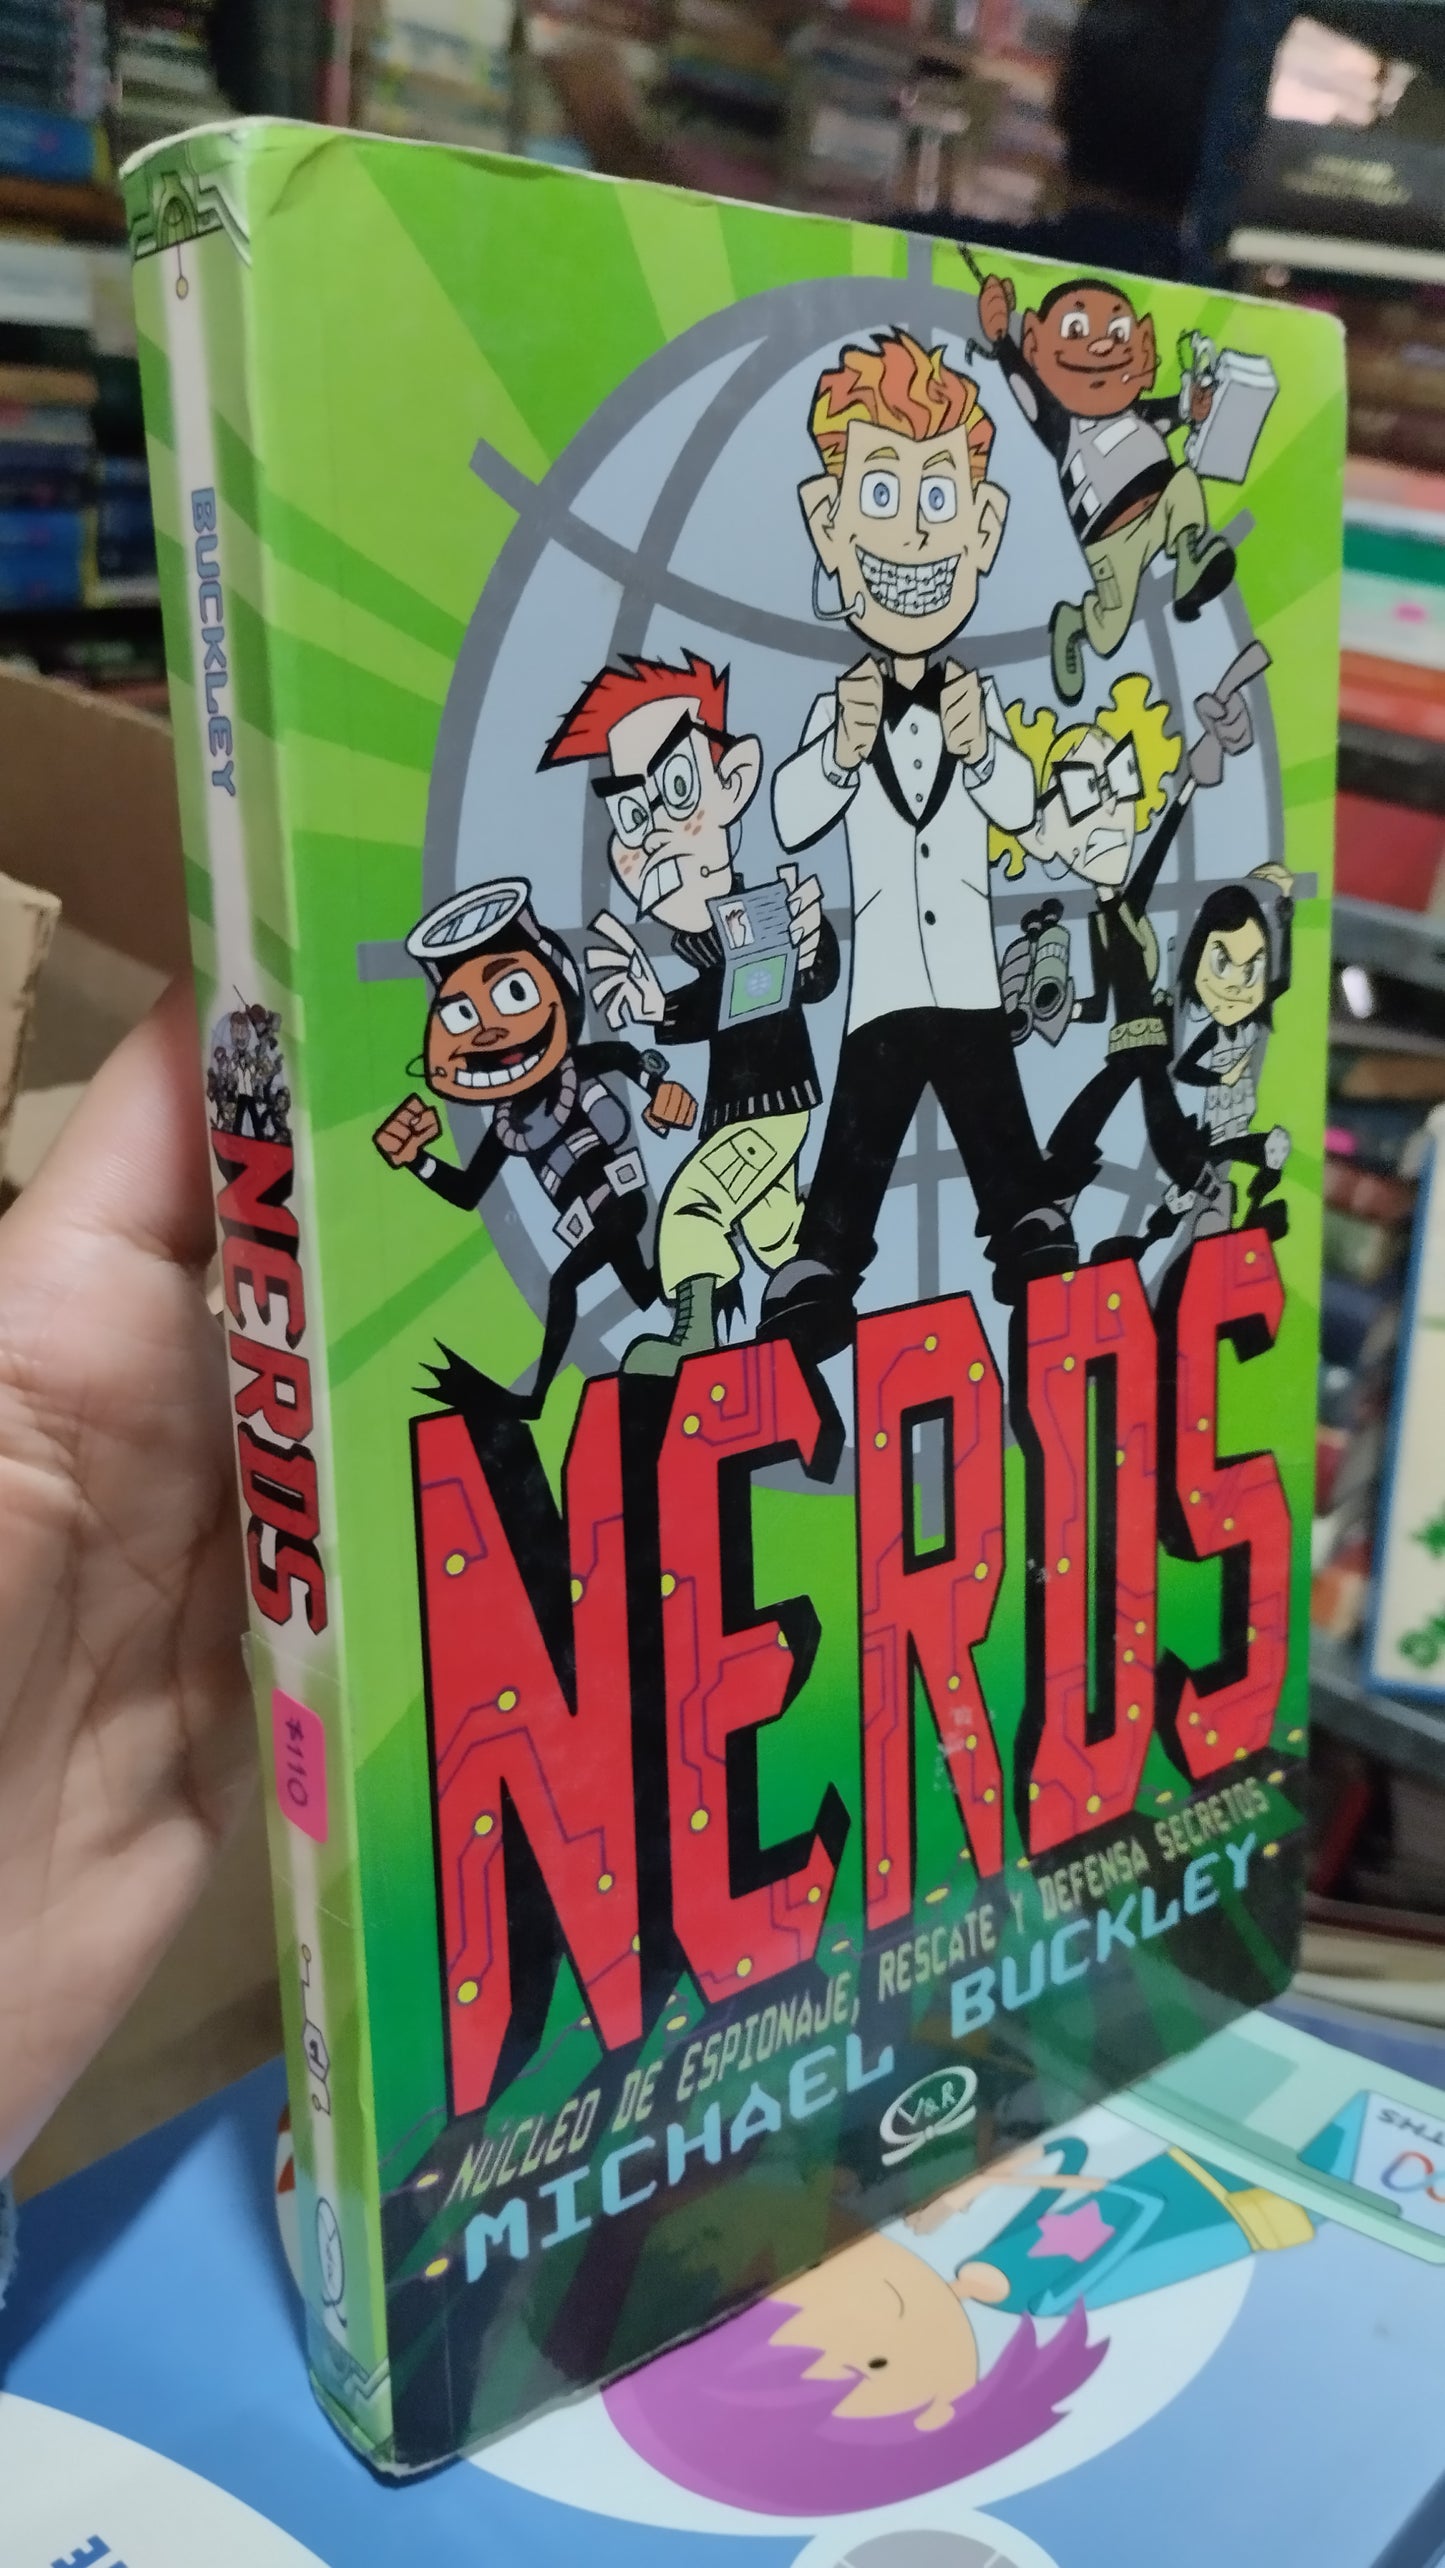 BUCKLEY
NERDS
$110
NERDS
NÚCLEO DE ESPIONAJE, RESCATE Y DEFENSA SECRETOS
MICHAEL BUCKLEY
V&R